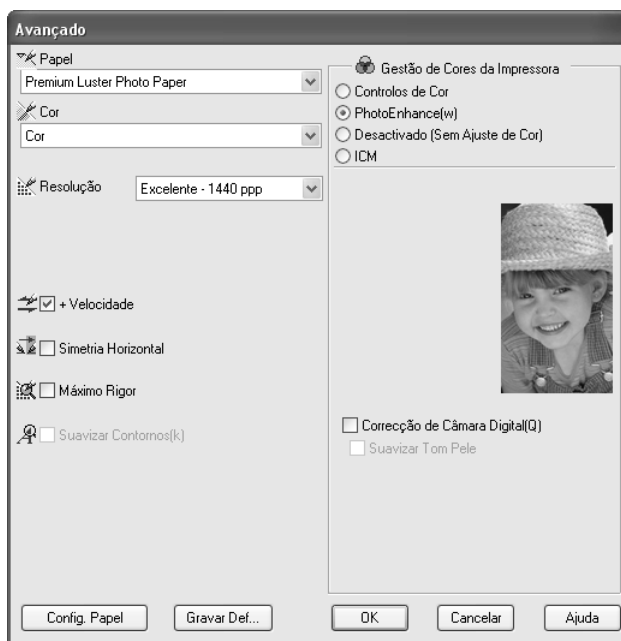 Avançado
Papel
Premium Luster Photo Paper
Cor
Cor
Resolução
Excelente - 1440 ppp
+ Velocidade
Simetria Horizontal
Máximo Rigor
Suavizar Contornos(k)
Gestão de Cores da Impressora
Controlos de Cor
PhotoEnhance(w)
Desactivado (Sem Ajuste de Cor)
ICM
Correcção de Câmara Digital(Q)
Suavizar Tom Pele
Config. Papel
Gravar Def...
OK
Cancelar
Ajuda